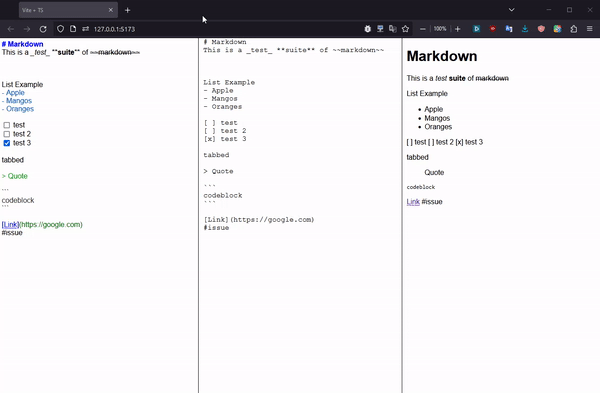 Vite + TS
127.0.0.1:5173
100%
# Markdown
This is a _test_ **suite** of ~~markdown~~
List Example
- Apple
- Mangos
- Oranges
test
test 2
test 3
tabbed
> Quote
```
codeblock
```
[Link](https://google.com)
#issue
# Markdown
This is a _test_ **suite** of ~~markdown~~
List Example
- Apple
- Mangos
- Oranges
[ ] test
[ ] test 2
[x] test 3
tabbed
> Quote
```
codeblock
```
[Link](https://google.com)
#issue
Markdown
This is a test suite of markdown
List Example
• Apple
• Mangos
• Oranges
[ ] test [ ] test 2 [x] test 3
tabbed
Quote
codeblock
Link #issue